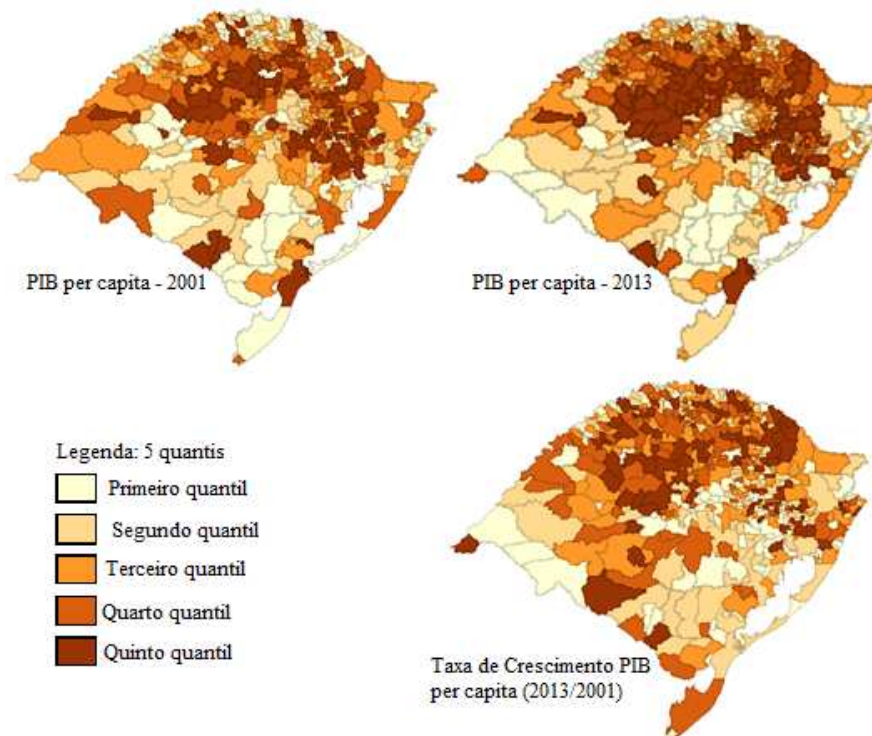 PIB per capita - 2001
PIB per capita - 2013
Legenda: 5 quantis
Primeiro quantil
Segundo quantil
Terceiro quantil
Quarto quantil
Quinto quantil
Taxa de Crescimento PIB
per capita (2013/2001)